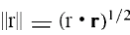 ‖r‖ = (r • r)^{1/2}